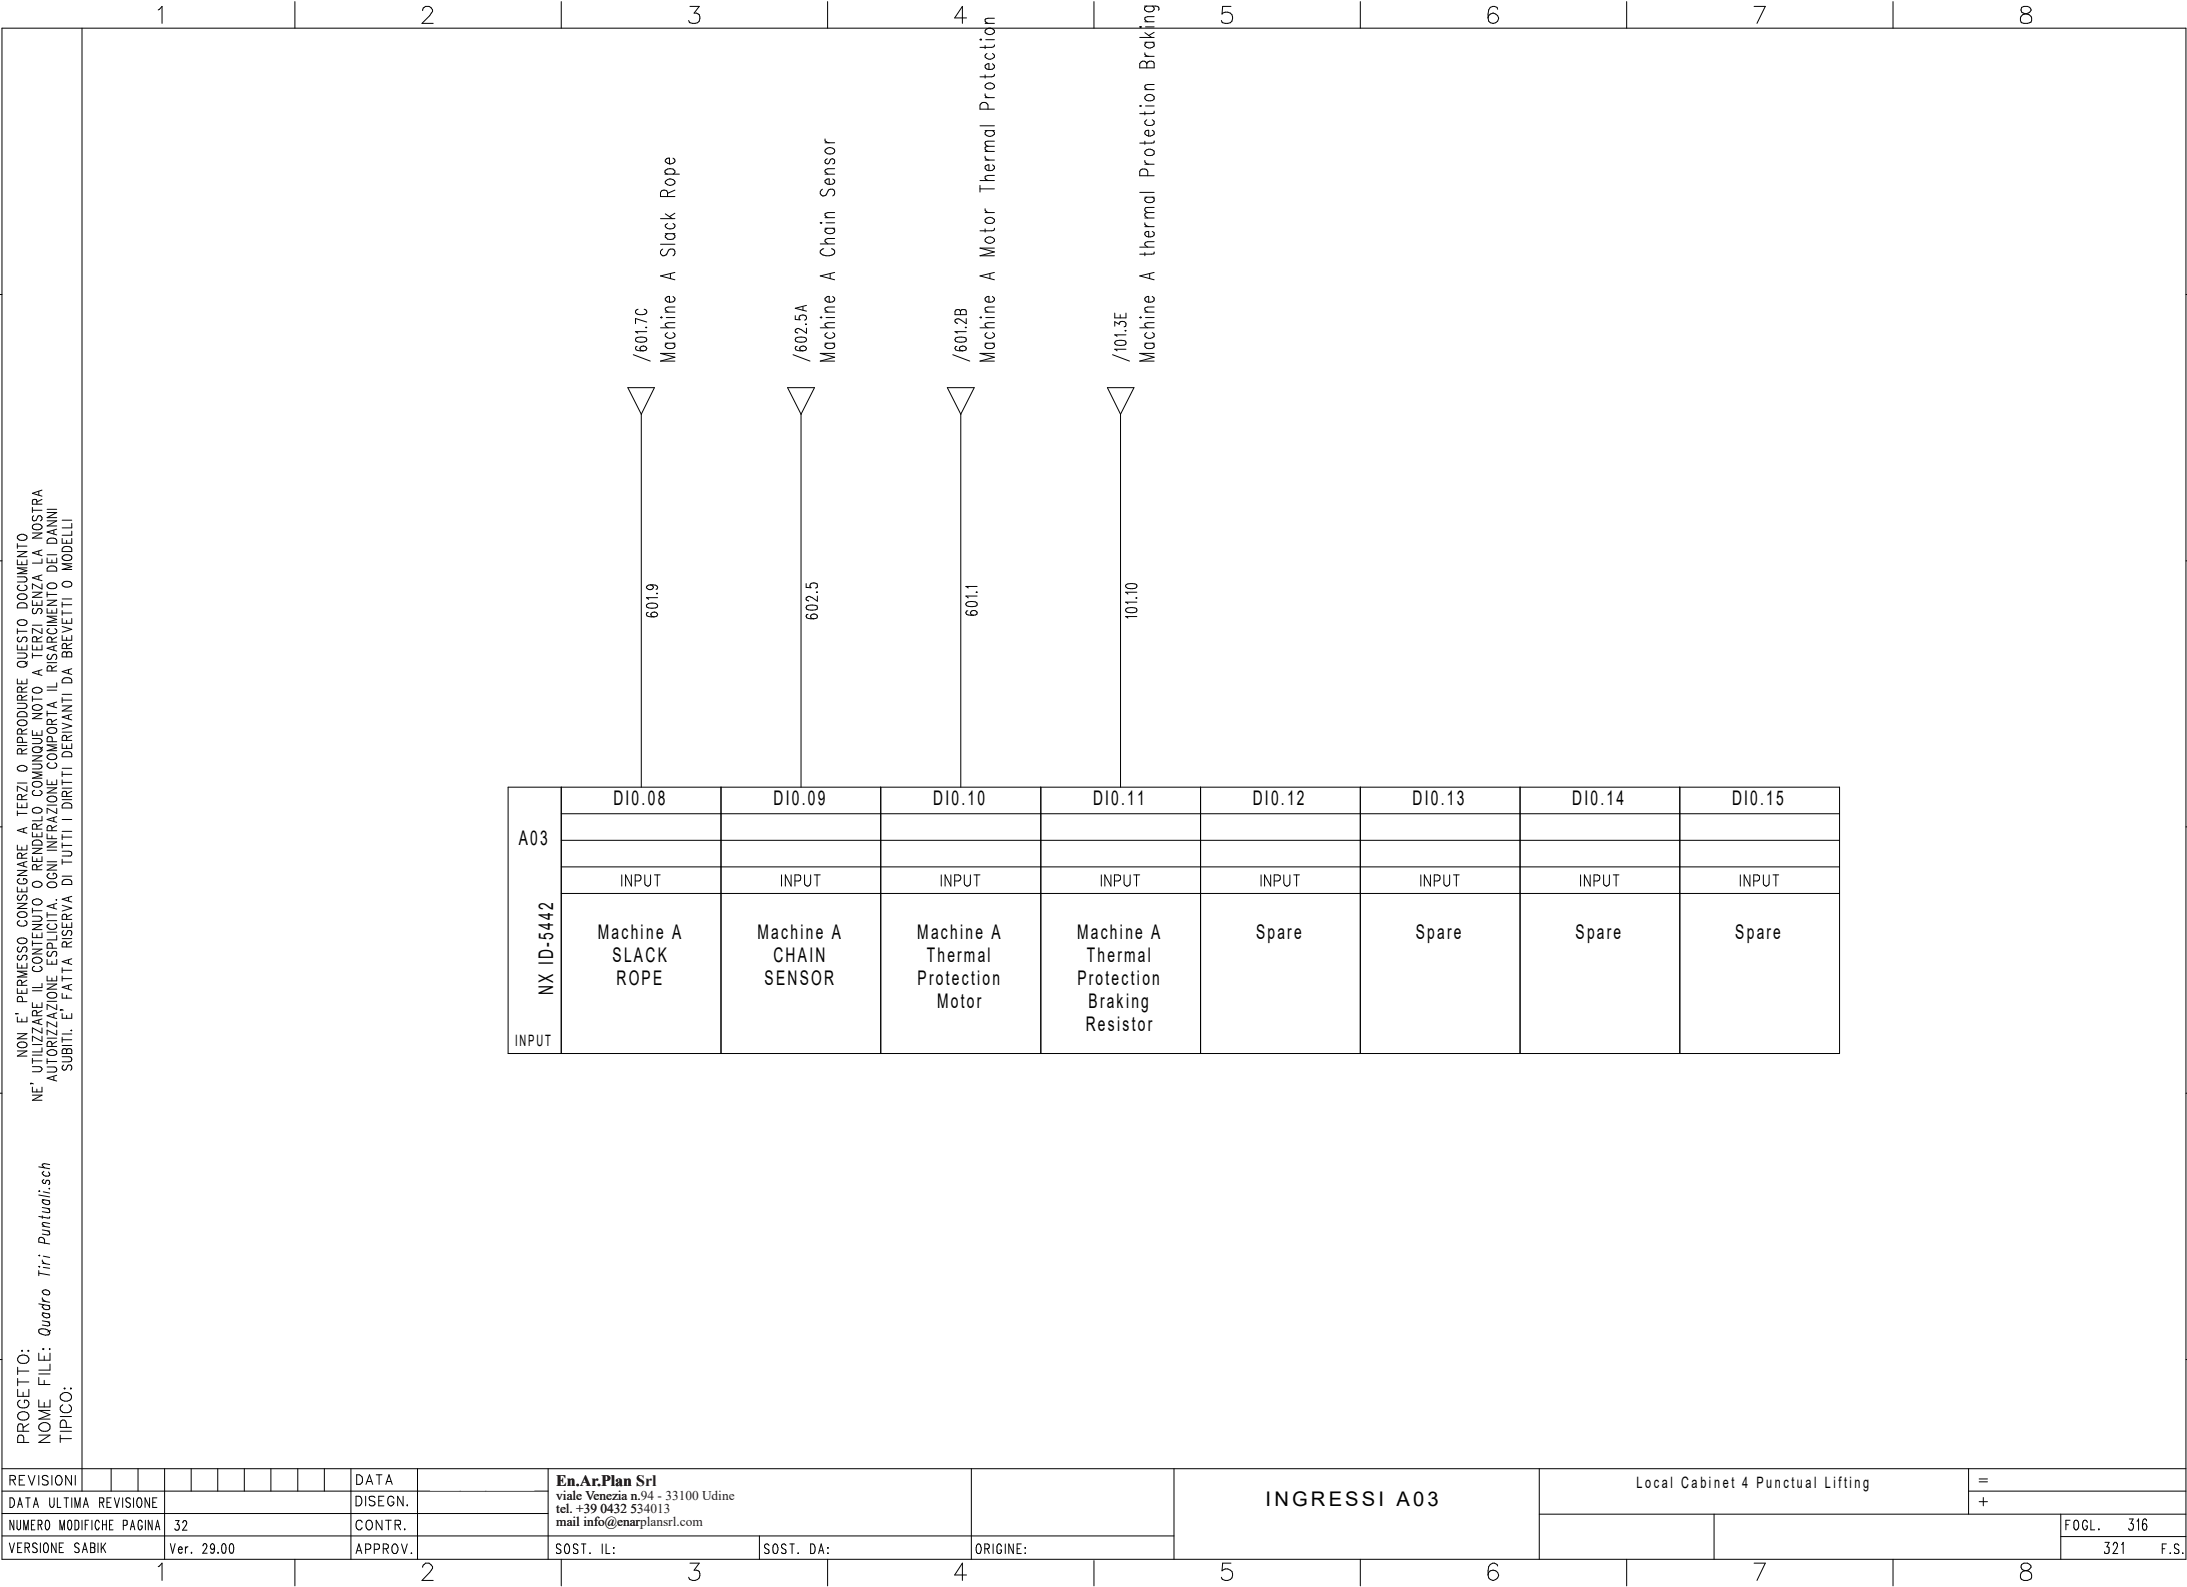 1 2 3 4 5 6 7 8
/601.7C
Machine A Slack Rope
/602.5A
Machine A Chain Sensor
/601.2B
Machine A Motor Thermal Protection
/101.3E
Machine A thermal Protection Braking
601.9
602.5
601.1
101.10
NON E' PERMESSO CONSEGNARE A TERZI O RIPRODURRE QUESTO DOCUMENTO
NE' UTILIZZARE IL CONTENUTO O RENDERLO COMUNQUE NOTO A TERZI SENZA LA NOSTRA
AUTORIZZAZIONE ESPLICITA. OGNI INFRAZIONE COMPORTA IL RISARCIMENTO DEI DANNI
SUBITI. E' FATTA RISERVA DI TUTTI I DIRITTI DERIVANTI DA BREVETTI O MODELLI
PROGETTO:
NOME FILE: Quadro Tiri Puntuali.sch
TIPICO:
A03
NX ID-5442
INPUT
DI0.08 DI0.09 DI0.10 DI0.11 DI0.12 DI0.13 DI0.14 DI0.15
INPUT INPUT INPUT INPUT INPUT INPUT INPUT INPUT
Machine A
SLACK
ROPE
Machine A
CHAIN
SENSOR
Machine A
Thermal
Protection
Motor
Machine A
Thermal
Protection
Braking
Resistor
Spare
Spare
Spare
Spare
REVISIONI
DATA ULTIMA REVISIONE
NUMERO MODIFICHE PAGINA 32
VERSIONE SABIK Ver. 29.00
DATA
DISEGN.
CONTR.
APPROV.
En.Ar.Plan Srl
viale Venezia n.94 - 33100 Udine
tel. +39 0432 534013
mail info@enarplansrl.com
SOST. IL: SOST. DA: ORIGINE:
INGRESSI A03
Local Cabinet 4 Punctual Lifting
=
+
FOGL. 316
321 F.S.
1 2 3 4 5 6 7 8